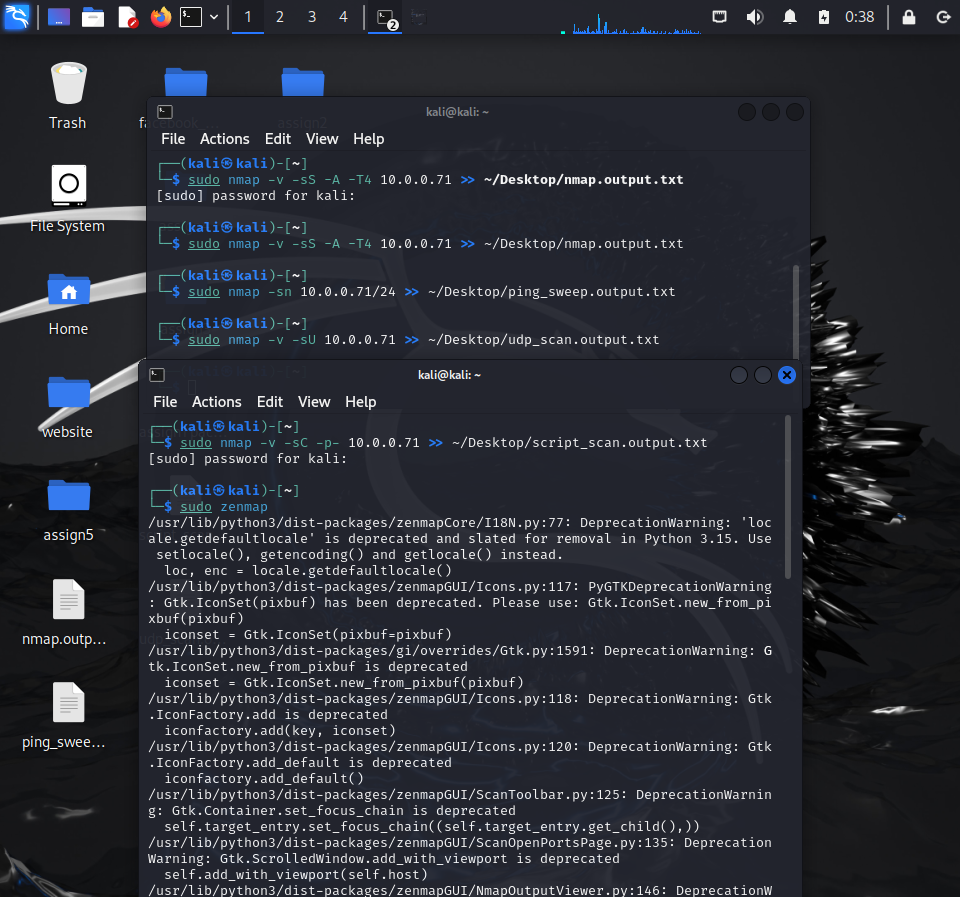 1 2 3 4 2 0:38
Trash
File System
Home
website
assign5
nmap.outp...
ping_swee...
kali@kali: ~
File Actions Edit View Help
┌──(kali㉿kali)-[~]
└─$ sudo nmap -v -sS -A -T4 10.0.0.71 >> ~/Desktop/nmap.output.txt
[sudo] password for kali:
┌──(kali㉿kali)-[~]
└─$ sudo nmap -v -sS -A -T4 10.0.0.71 >> ~/Desktop/nmap.output.txt
┌──(kali㉿kali)-[~]
└─$ sudo nmap -sn 10.0.0.71/24 >> ~/Desktop/ping_sweep.output.txt
┌──(kali㉿kali)-[~]
└─$ sudo nmap -v -sU 10.0.0.71 >> ~/Desktop/udp_scan.output.txt
kali@kali: ~
File Actions Edit View Help
┌──(kali㉿kali)-[~]
└─$ sudo nmap -v -sC -p- 10.0.0.71 >> ~/Desktop/script_scan.output.txt
[sudo] password for kali:
┌──(kali㉿kali)-[~]
└─$ sudo zenmap
/usr/lib/python3/dist-packages/zenmapCore/I18N.py:77: DeprecationWarning: 'loc
ale.getdefaultlocale' is deprecated and slated for removal in Python 3.15. Use
setlocale(), getencoding() and getlocale() instead.
loc, enc = locale.getdefaultlocale()
/usr/lib/python3/dist-packages/zenmapGUI/Icons.py:117: PyGTKDeprecationWarning
: Gtk.IconSet(pixbuf) has been deprecated. Please use: Gtk.IconSet.new_from_pi
xbuf(pixbuf)
iconset = Gtk.IconSet(pixbuf=pixbuf)
/usr/lib/python3/dist-packages/gi/overrides/Gtk.py:1591: DeprecationWarning: G
tk.IconSet.new_from_pixbuf is deprecated
iconset = Gtk.IconSet.new_from_pixbuf(pixbuf)
/usr/lib/python3/dist-packages/zenmapGUI/Icons.py:118: DeprecationWarning: Gtk
.IconFactory.add is deprecated
iconfactory.add(key, iconset)
/usr/lib/python3/dist-packages/zenmapGUI/Icons.py:120: DeprecationWarning: Gtk
.IconFactory.add_default is deprecated
iconfactory.add_default()
/usr/lib/python3/dist-packages/zenmapGUI/ScanToolbar.py:125: DeprecationWarnin
g: Gtk.Container.set_focus_chain is deprecated
self.target_entry.set_focus_chain((self.target_entry.get_child(),))
/usr/lib/python3/dist-packages/zenmapGUI/ScanOpenPortsPage.py:135: Deprecation
Warning: Gtk.ScrolledWindow.add_with_viewport is deprecated
self.add_with_viewport(self.host)
/usr/lib/python3/dist-packages/zenmapGUI/NmapOutputViewer.py:146: DeprecationW